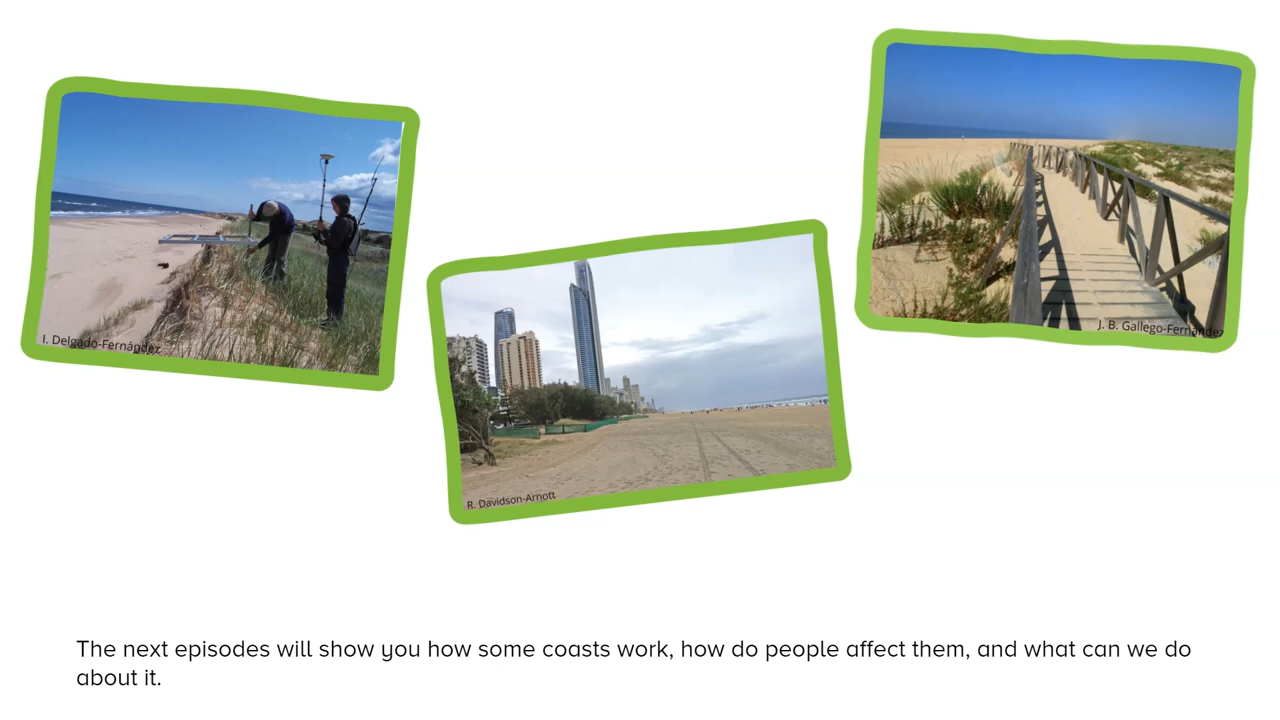 I. Delgado-Fernández
R. Davidson-Arnott
J. B. Gallego-Fernández
The next episodes will show you how some coasts work, how do people affect them, and what can we do
about it.